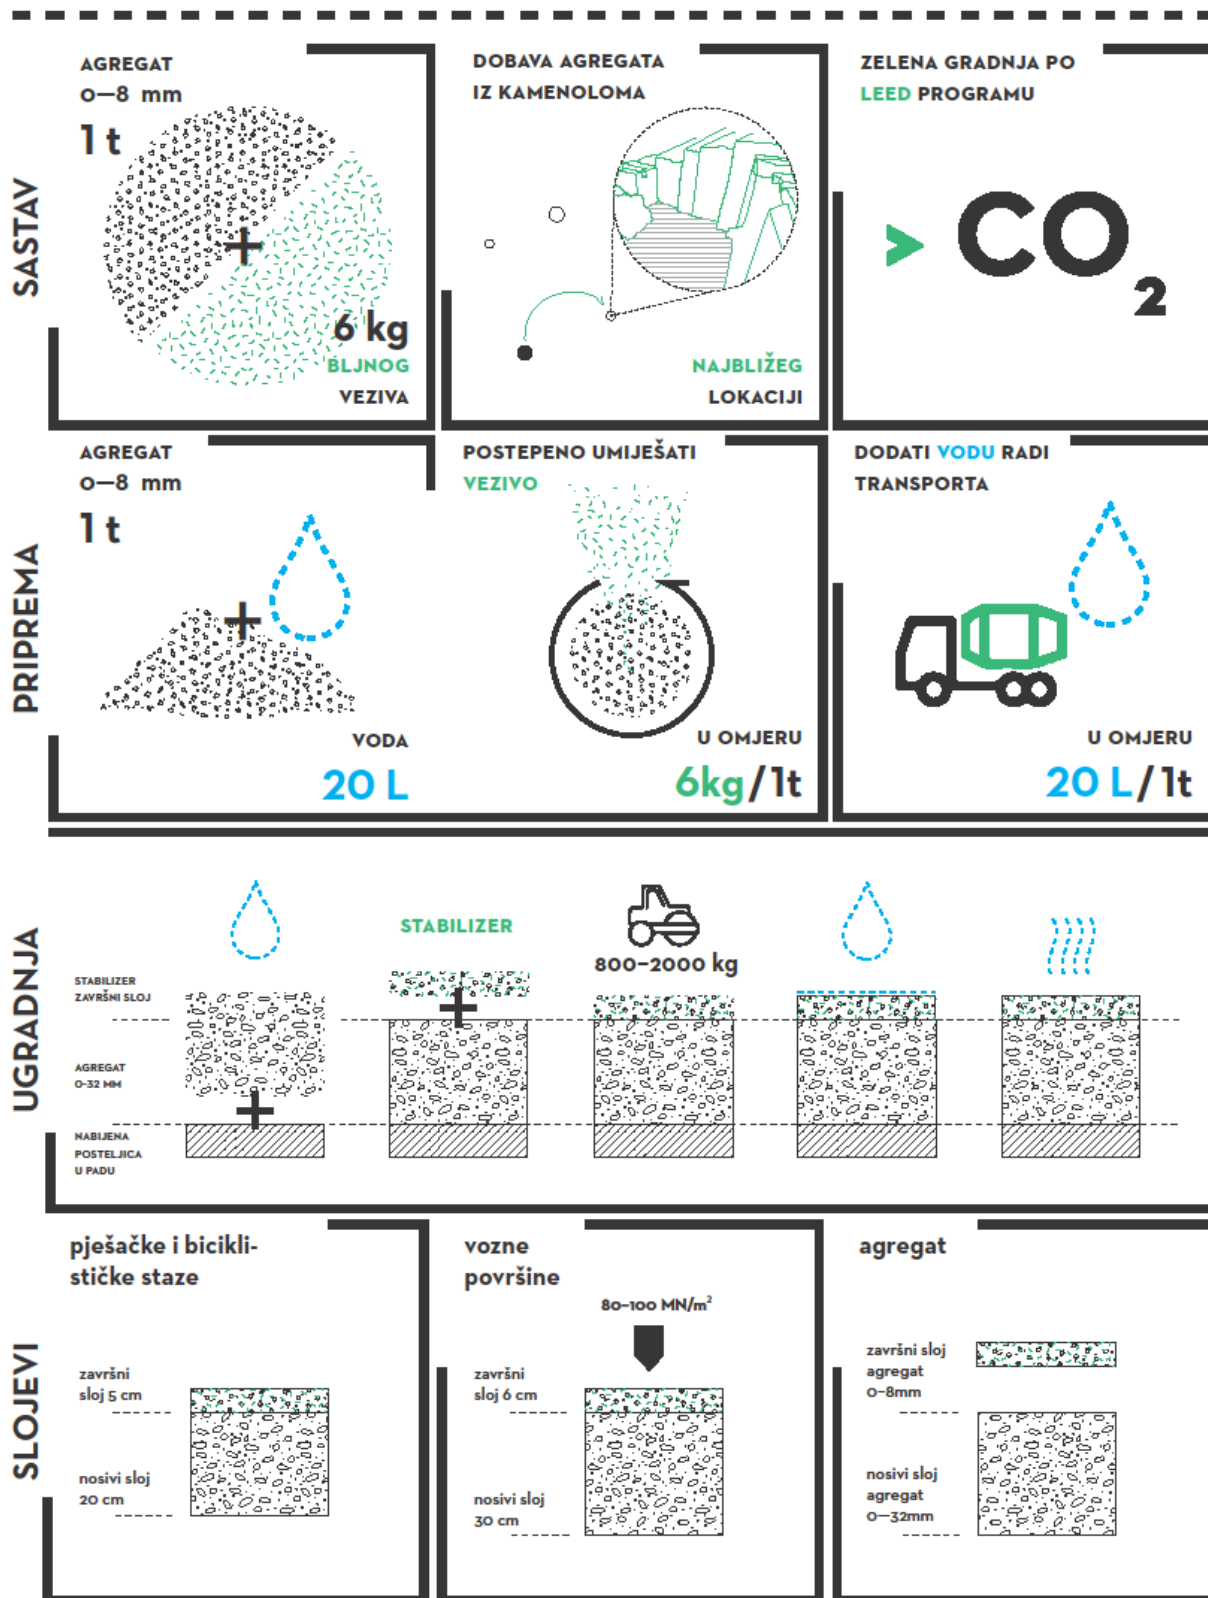 SASTAV
AGREGAT
0—8 mm
1 t
+
6 kg
BLJNOG
VEZIVA
DOBAVA AGREGATA
IZ KAMENOLOMA
NAJBLIŽEG
LOKACIJI
ZELENA GRADNJA PO
LEED PROGRAMU
> CO2
PRIPREMA
AGREGAT
0—8 mm
1 t
+
VODA
20 L
POSTEPENO UMIJEŠATI
VEZIVO
U OMJERU
6kg/1t
DODATI VODU RADI
TRANSPORTA
U OMJERU
20 L/1t
UGRADNJA
STABILIZER
ZAVRŠNI SLOJ
AGREGAT
0-32 MM
NABIJENA
POSTELJICA
U PADU
+
STABILIZER
+
800–2000 kg
SLOJEVI
pješačke i bicikli-
stičke staze
završni
sloj 5 cm
nosivi sloj
20 cm
vozne
površine
80–100 MN/m²
završni
sloj 6 cm
nosivi sloj
30 cm
agregat
završni sloj
agregat
0–8mm
nosivi sloj
agregat
0—32mm